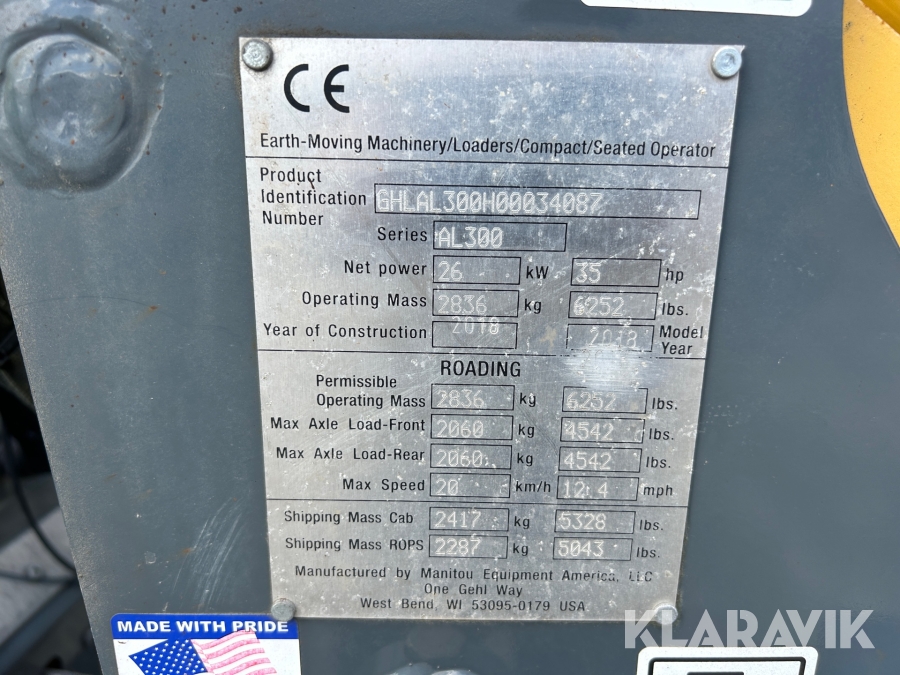 CE
Earth-Moving Machinery/Loaders/Compact/Seated Operator
Product
Identification
Number GHLAL300H00034087
Series AL300
Net power 26 kW 35 hp
Operating Mass 2836 kg 6252 lbs.
Year of Construction 2018 2018 Model Year
ROADING
Permissible
Operating Mass 2836 kg 6252 lbs.
Max Axle Load-Front 2060 kg 4542 lbs.
Max Axle Load-Rear 2060 kg 4542 lbs.
Max Speed 20 km/h 12.4 mph
Shipping Mass Cab 2417 kg 5328 lbs.
Shipping Mass ROPS 2287 kg 5043 lbs.
Manufactured by Manitou Equipment America, LLC
One Gehl Way
West Bend, WI 53095-0179 USA
MADE WITH PRIDE
KLARAVIK